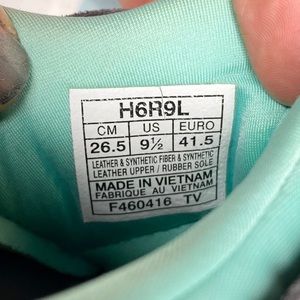 H6R9L
CM US EURO
26.5 9½ 41.5
LEATHER & SYNTHETIC FIBER & SYNTHETIC
LEATHER UPPER / RUBBER SOLE
MADE IN VIETNAM
FABRIQUE AU VIETNAM
F460416 TV